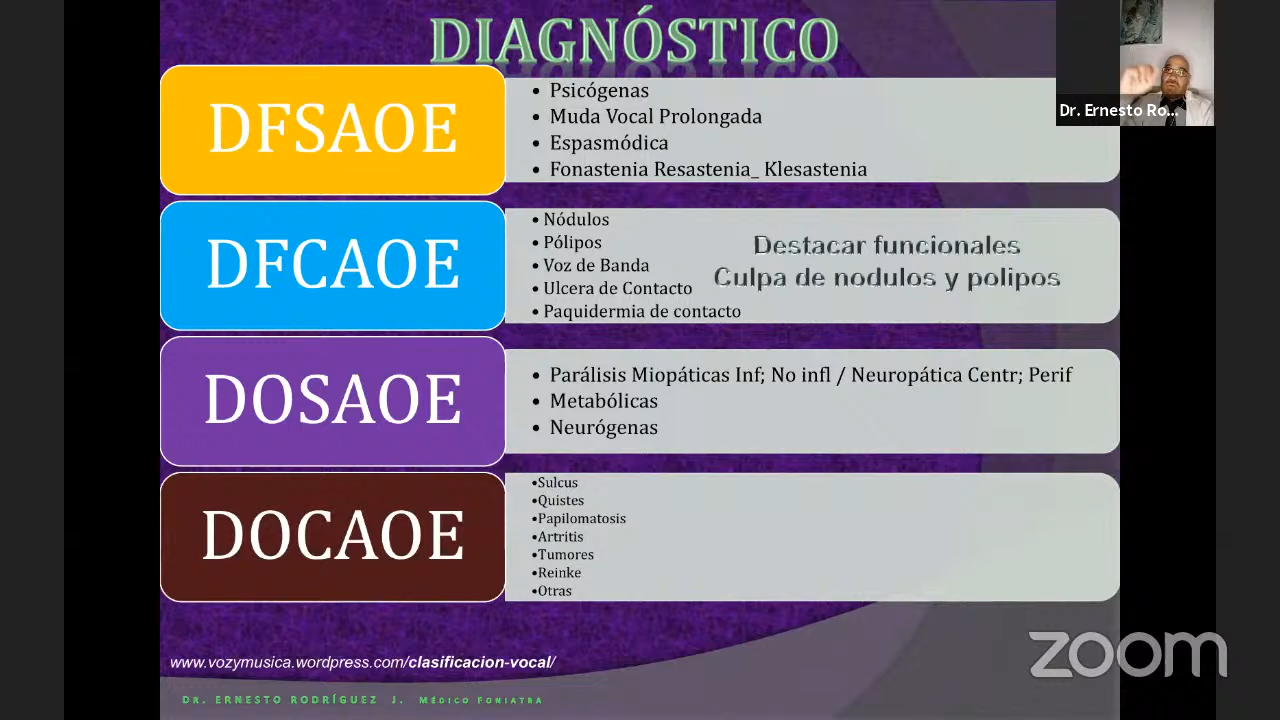 DIAGNÓSTICO
DFSAOE
• Psicógenas
• Muda Vocal Prolongada
• Espasmódica
• Fonastenia Resastenia_ Klesastenia
DFCAOE
• Nódulos
• Pólipos
• Voz de Banda
• Ulcera de Contacto
• Paquidermia de contacto
Destacar funcionales
Culpa de nodulos y polipos
DOSAOE
• Parálisis Miopáticas Inf; No infl / Neuropática Centr; Perif
• Metabólicas
• Neurógenas
DOCAOE
•Sulcus
•Quistes
•Papilomatosis
•Artritis
•Tumores
•Reinke
•Otras
www.vozymusica.wordpress.com/clasificacion-vocal/
DR. ERNESTO RODRÍGUEZ J. MÉDICO FONIATRA
Dr. Ernesto Ro...
zoom